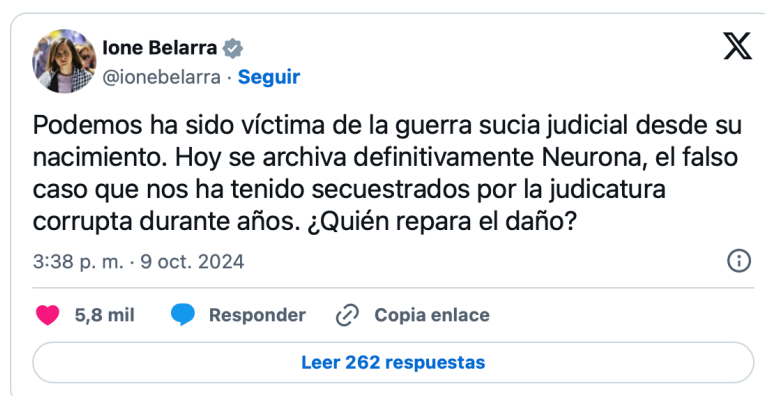 Ione Belarra
@ionebelarra · Seguir
Podemos ha sido víctima de la guerra sucia judicial desde su
nacimiento. Hoy se archiva definitivamente Neurona, el falso
caso que nos ha tenido secuestrados por la judicatura
corrupta durante años. ¿Quién repara el daño?
3:38 p. m. · 9 oct. 2024
5,8 mil Responder Copia enlace
Leer 262 respuestas